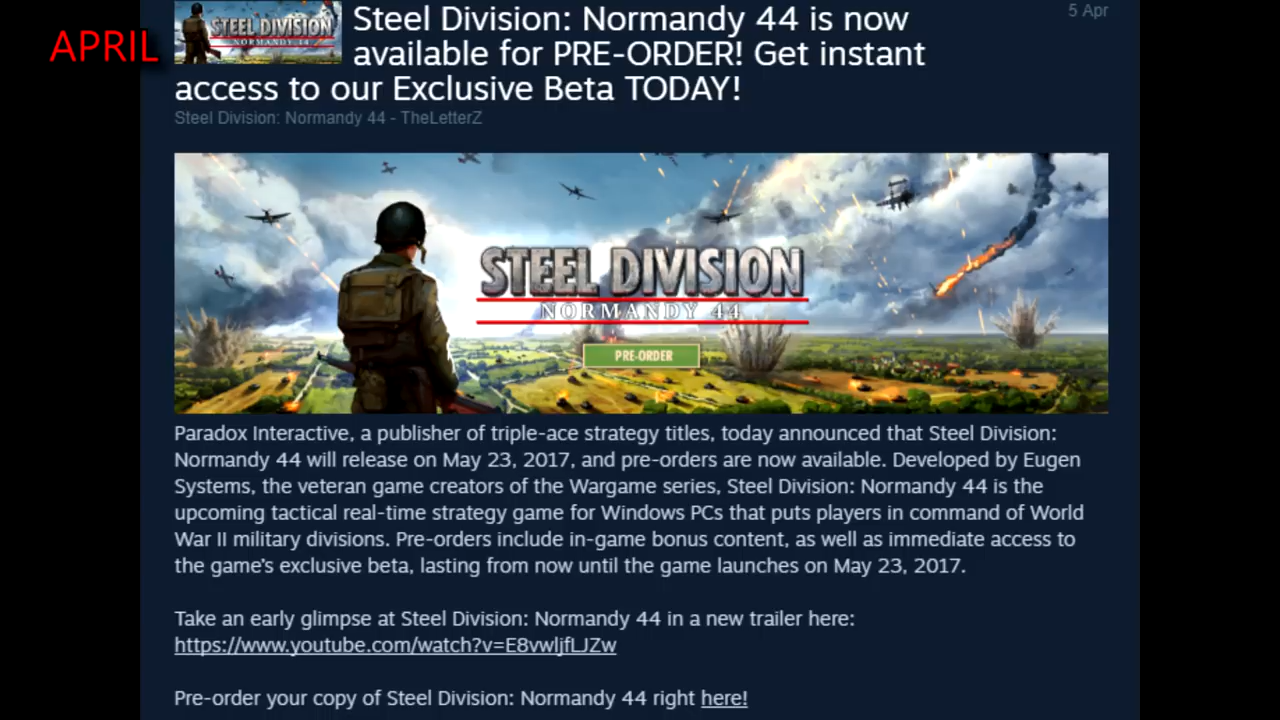 APRIL
STEEL DIVISION
NORMANDY 44
Steel Division: Normandy 44 is now
5 Apr
available for PRE-ORDER! Get instant
access to our Exclusive Beta TODAY!
Steel Division: Normandy 44 - TheLetterZ
STEEL DIVISION
NORMANDY 44
PRE-ORDER
Paradox Interactive, a publisher of triple-ace strategy titles, today announced that Steel Division:
Normandy 44 will release on May 23, 2017, and pre-orders are now available. Developed by Eugen
Systems, the veteran game creators of the Wargame series, Steel Division: Normandy 44 is the
upcoming tactical real-time strategy game for Windows PCs that puts players in command of World
War II military divisions. Pre-orders include in-game bonus content, as well as immediate access to
the game's exclusive beta, lasting from now until the game launches on May 23, 2017.
Take an early glimpse at Steel Division: Normandy 44 in a new trailer here:
https://www.youtube.com/watch?v=E8vwljfLJZw
Pre-order your copy of Steel Division: Normandy 44 right here!